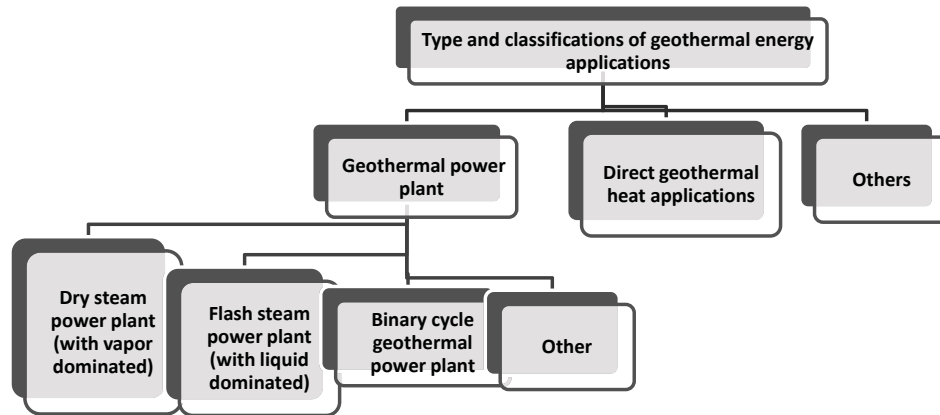 Type and classifications of geothermal energy
applications
Geothermal power
plant
Direct geothermal
heat applications
Others
Dry steam
power plant
(with vapor
dominated)
Flash steam
power plant
(with liquid
dominated)
Binary cycle
geothermal
power plant
Other